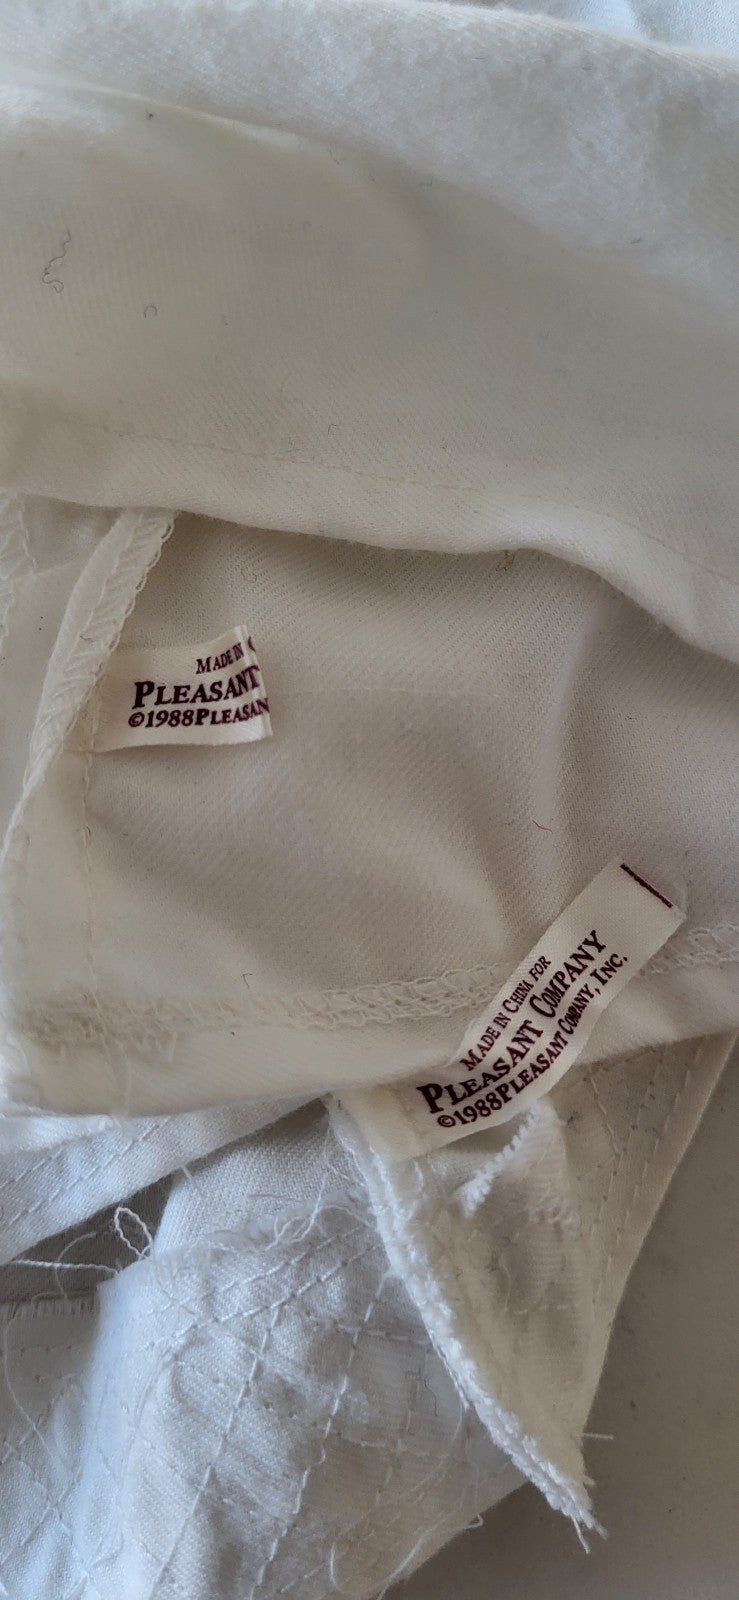 MADE IN C
PLEASANT
©1988PLEASAN
MADE IN CHINA FOR
PLEASANT COMPANY
©1988PLEASANT COMPANY, INC.